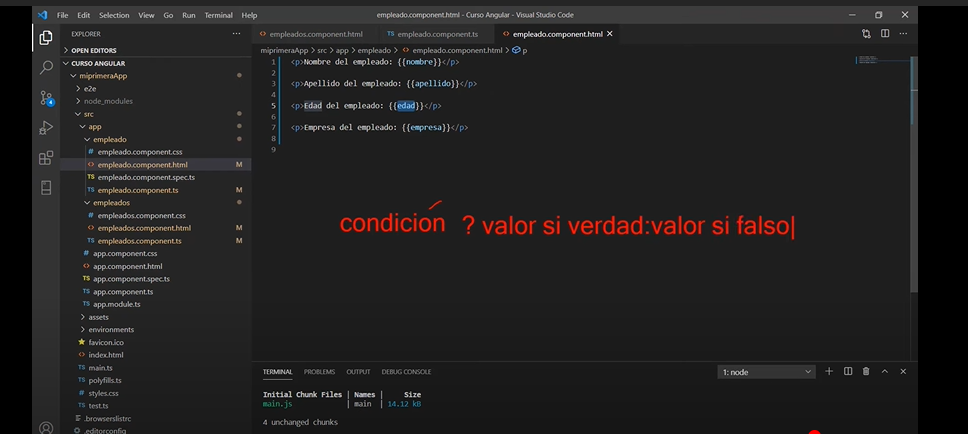 File Edit Selection View Go Run Terminal Help
empleado.component.html - Visual Studio Code
EXPLORER
OPEN EDITORS
CURSO ANGULAR
miprimeraApp
e2e
node_modules
src
app
empleado
# empleado.component.css
<> empleado.component.html M
TS empleado.component.spec.ts
TS empleado.component.ts M
empleados
# empleados.component.css
<> empleados.component.html M
TS empleados.component.ts M
# app.component.css
<> app.component.html
TS app.component.spec.ts
TS app.component.ts
TS app.module.ts
assets
environments
favicon.ico
<> index.html
TS main.ts
TS polyfills.ts
# styles.css
TS test.ts
.browserslistrc
.editorconfig
4
<> empleados.component.html TS empleado.component.ts <> empleado.component.html
miprimeraApp > src > app > empleado > <> empleado.component.html > p
1 <p>Nombre del empleado: {{nombre}}</p>
2
3 <p>Apellido del empleado: {{apellido}}</p>
4
5 <p>Edad del empleado: {{edad}}</p>
6
7 <p>Empresa del empleado: {{empresa}}</p>
8
9
condición ? valor si verdad:valor si falso|
TERMINAL PROBLEMS OUTPUT DEBUG CONSOLE
1: node
Initial Chunk Files | Names | Size
main.js | main | 14.12 kB
4 unchanged chunks